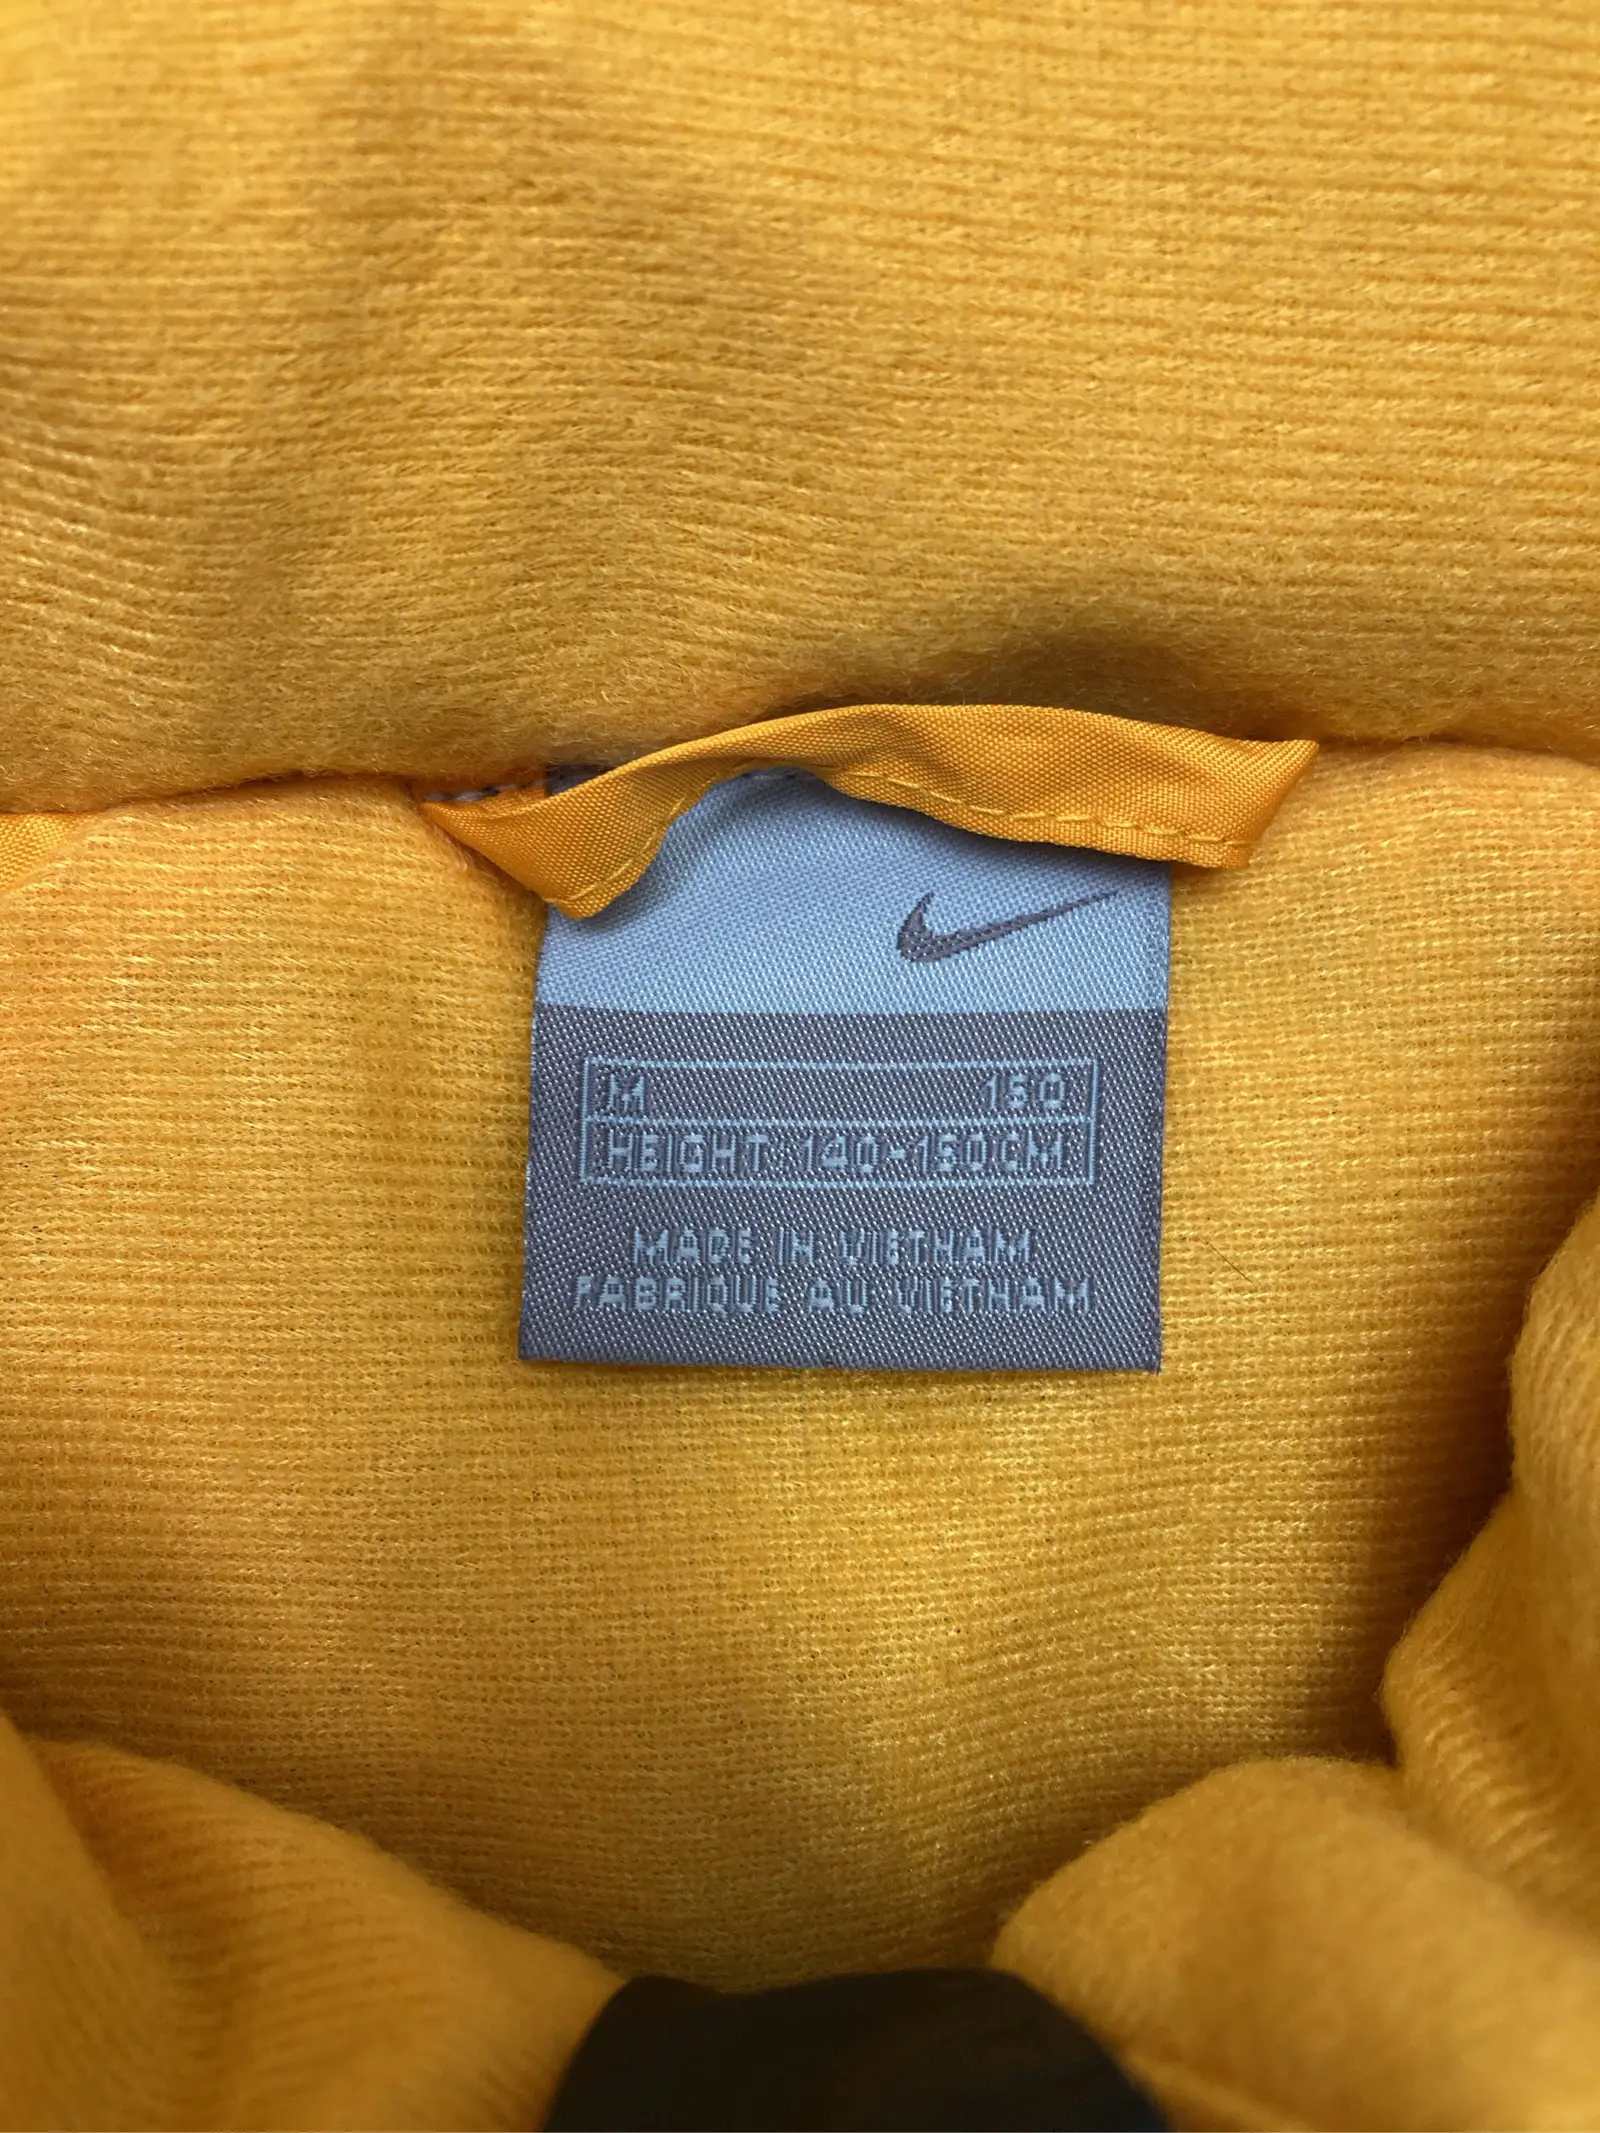 M 150
HEIGHT 140-150CM
MADE IN VIETNAM
FABRIQUE AU VIETNAM